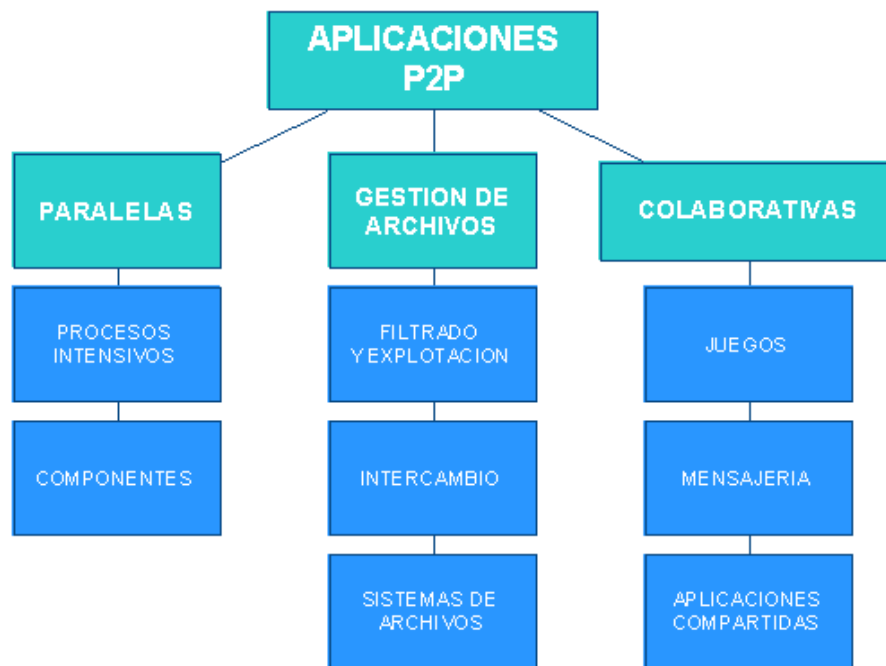 APLICACIONES
P2P
PARALELAS
GESTION DE
ARCHIVOS
COLABORATIVAS
PROCESOS
INTENSIVOS
FILTRADO
Y EXPLOTACION
JUEGOS
COMPONENTES
INTERCAMBIO
MENSAJERIA
SISTEMAS DE
ARCHIVOS
APLICACIONES
COMPARTIDAS